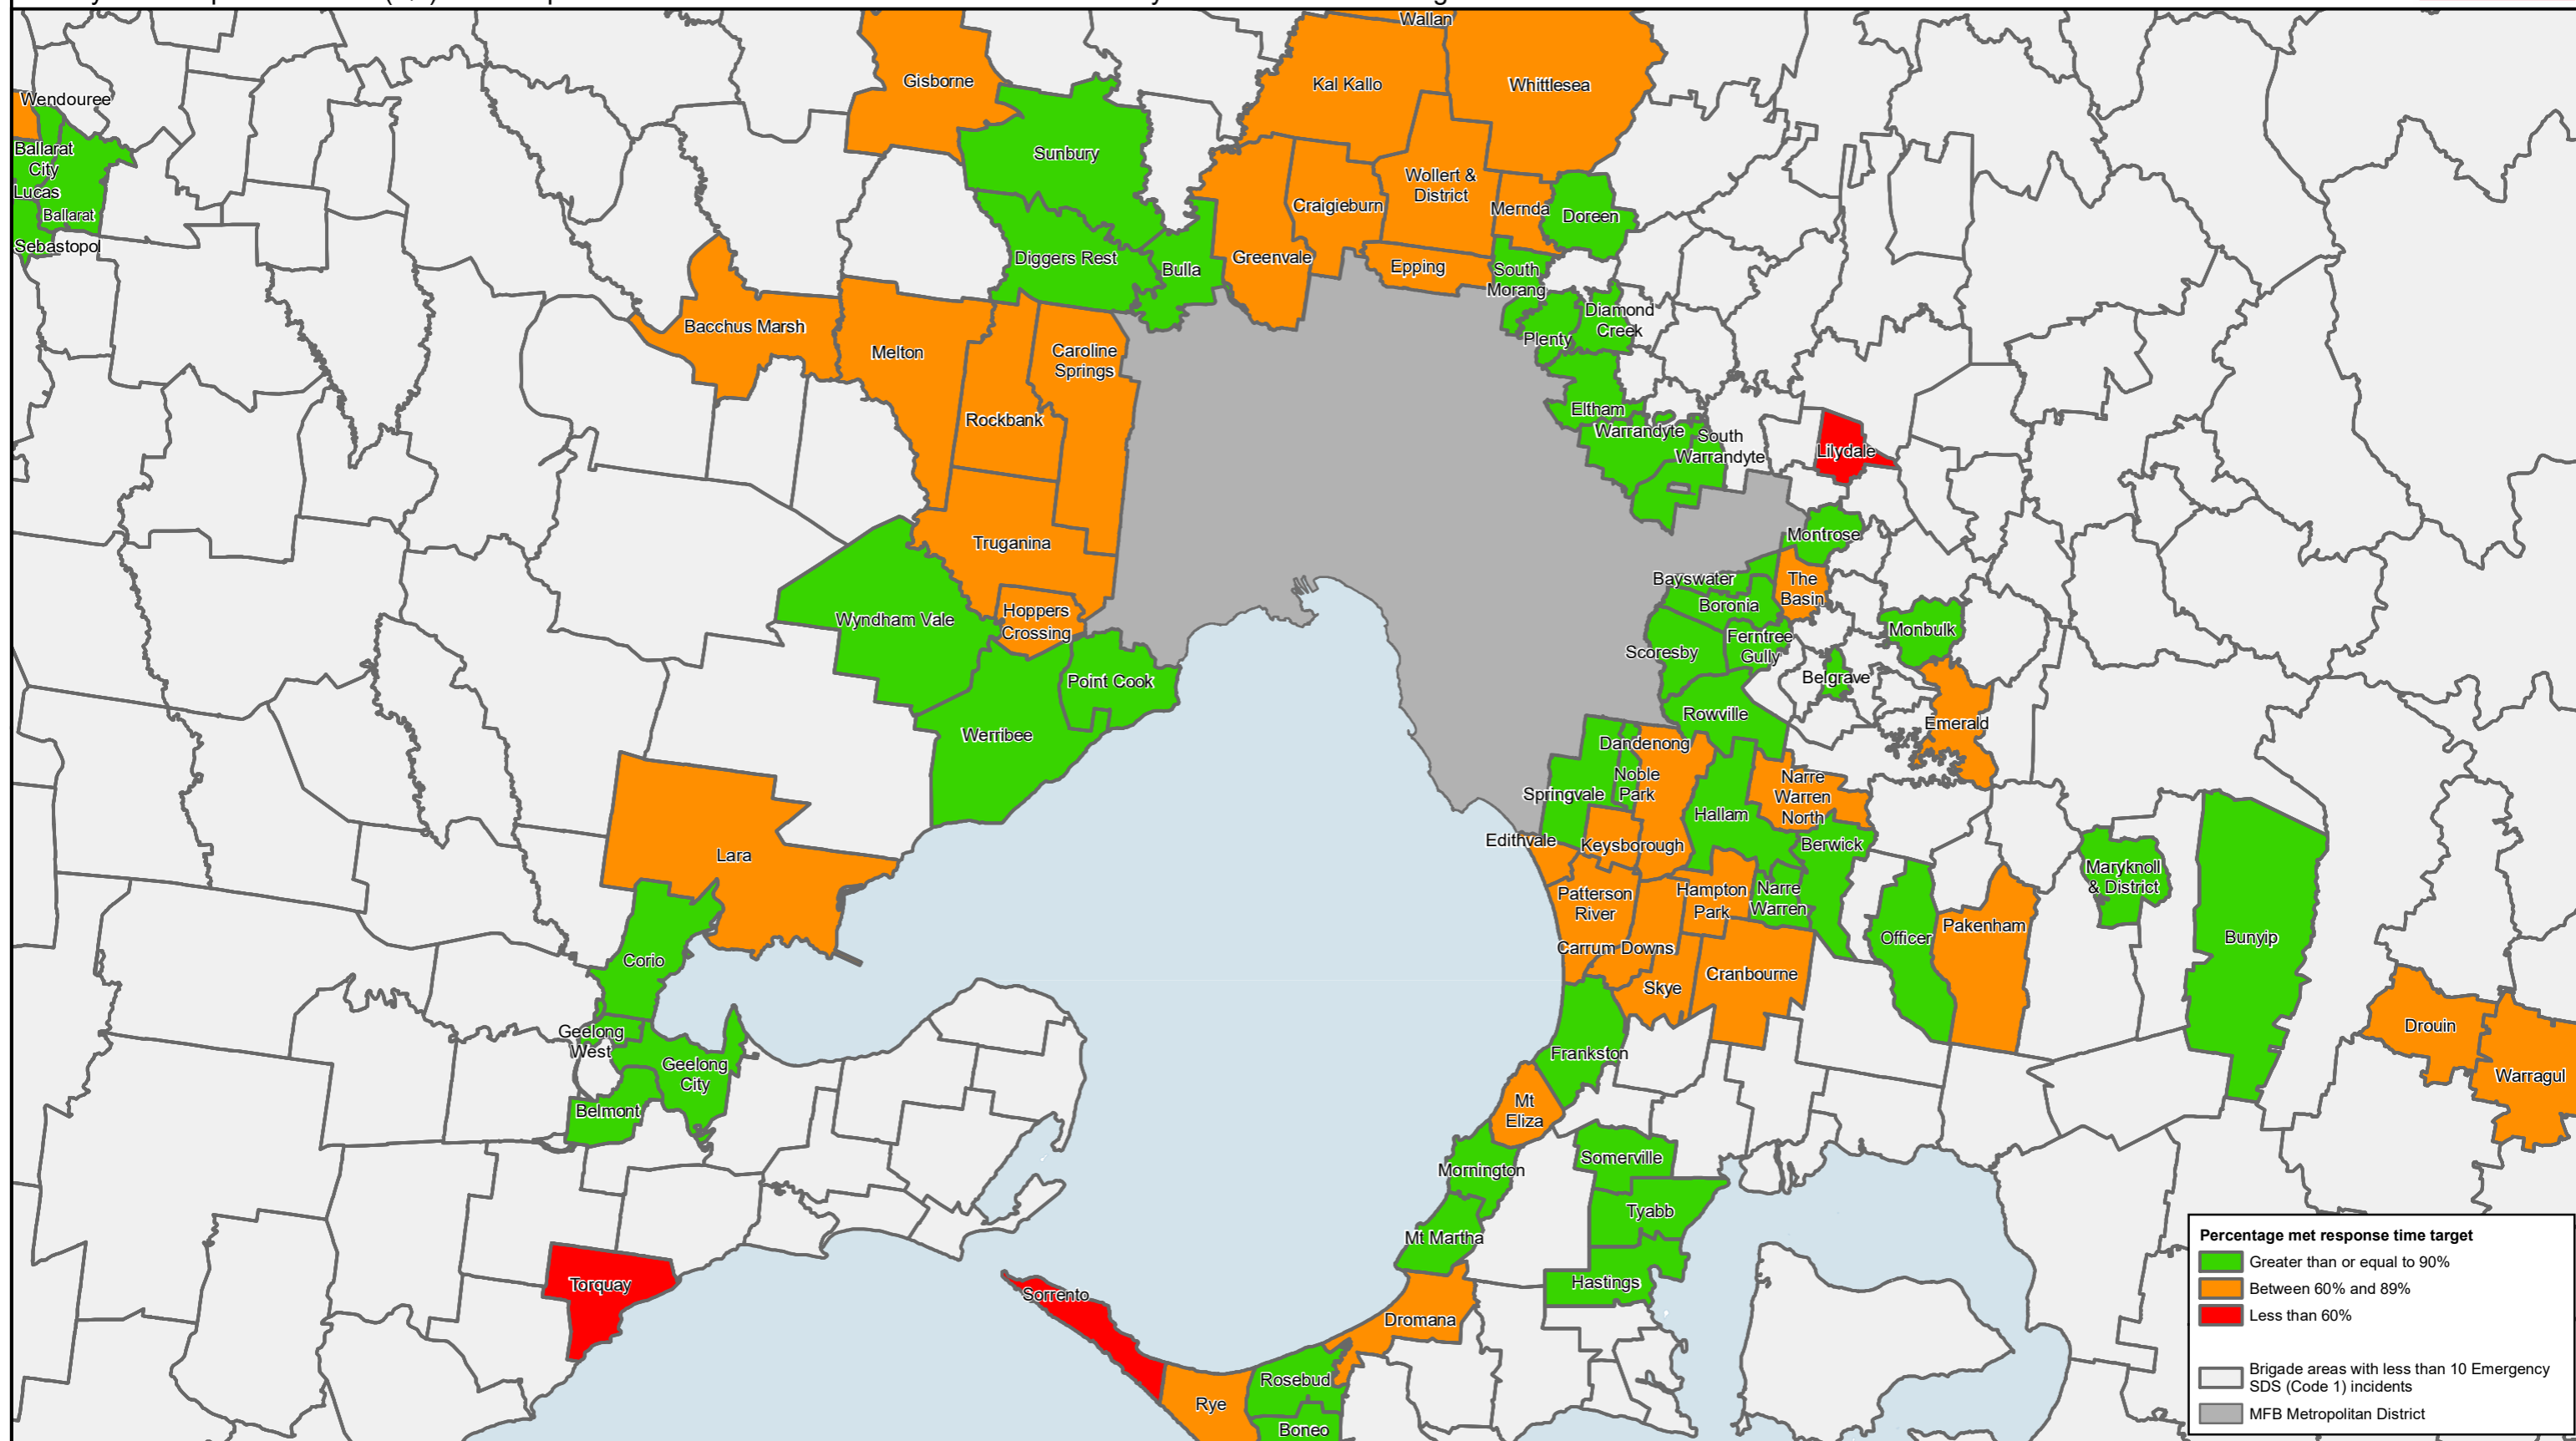 Wallan
Gisborne
Kal Kallo
Whittlesea
Wendouree
Ballarat
City
Lucas
Ballarat
Sebastopol
Sunbury
Wollert &
District
Craigieburn
Mernda
Doreen
Diggers Rest
Bulla
Greenvale
Epping
South
Morang
Diamond
Creek
Plenty
Bacchus Marsh
Melton
Caroline
Springs
Rockbank
Eltham
Warrandyte
South
Warrandyte
Lilydale
Truganina
Montrose
Bayswater
The
Basin
Boronia
Hoppers
Crossing
Wyndham Vale
Monbulk
Ferntree
Gully
Scoresby
Belgrave
Point Cook
Rowville
Emerald
Werribee
Dandenong
Noble
Park
Springvale
Narre
Warren
North
Hallam
Edithvale
Keysborough
Berwick
Lara
Maryknoll
& District
Patterson
River
Hampton
Park
Narre
Warren
Officer
Pakenham
Bunyip
Carrum Downs
Corio
Cranbourne
Skye
Drouin
Geelong
West
Geelong
City
Frankston
Warragul
Belmont
Mt
Eliza
Somerville
Mornington
Tyabb
Mt Martha
Torquay
Sorrento
Hastings
Dromana
Rosebud
Rye
Boneo
Percentage met response time target
Greater than or equal to 90%
Between 60% and 89%
Less than 60%
Brigade areas with less than 10 Emergency
SDS (Code 1) incidents
MFB Metropolitan District